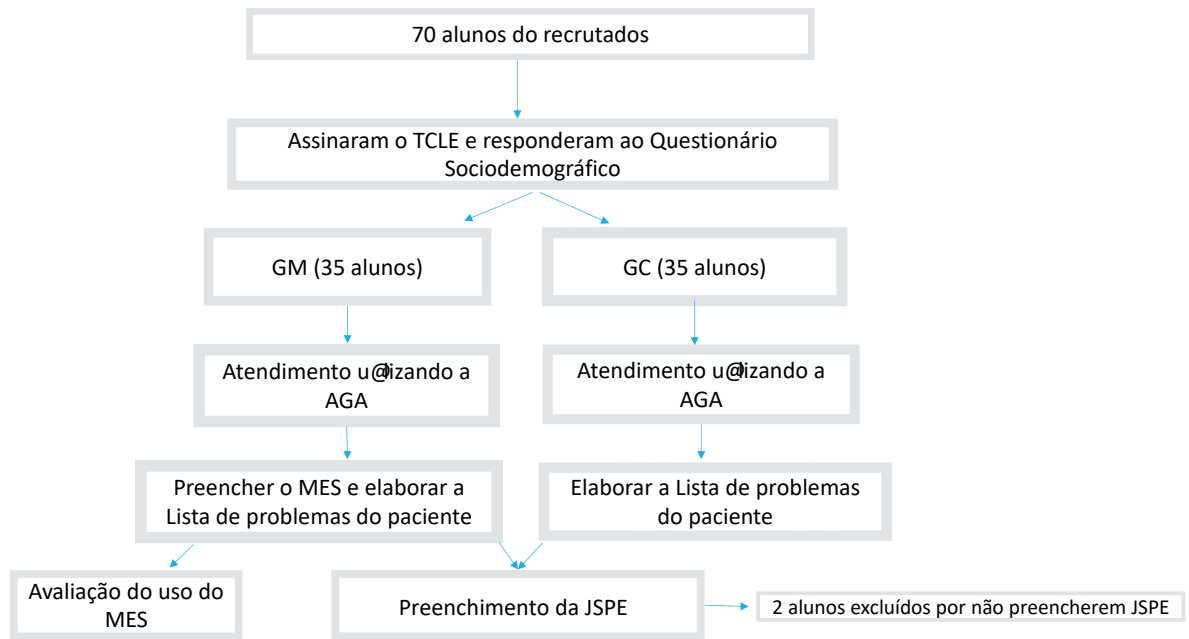 70 alunos do recrutados
Assinaram o TCLE e responderam ao Questionário
Sociodemográfico
GM (35 alunos)
GC (35 alunos)
Atendimento u@lizando a
AGA
Atendimento u@lizando a
AGA
Preencher o MES e elaborar a
Lista de problemas do paciente
Elaborar a Lista de problemas
do paciente
Avaliação do uso do
MES
Preenchimento da JSPE
2 alunos excluídos por não preencherem JSPE